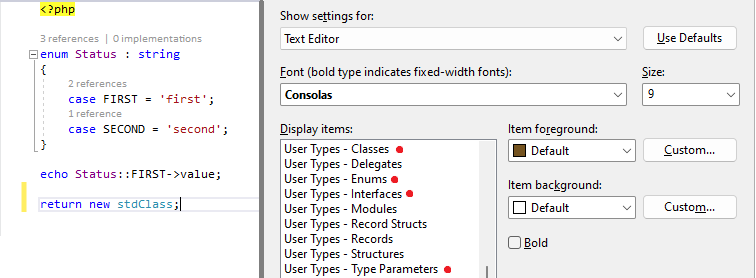 <?php
3 references | 0 implementations
enum Status : string
{
2 references
case FIRST = 'first';
1 reference
case SECOND = 'second';
}
echo Status::FIRST->value;
return new stdClass;
Show settings for:
Text Editor
Use Defaults
Font (bold type indicates fixed-width fonts):
Size:
Consolas
9
Display items:
User Types - Classes
User Types - Delegates
User Types - Enums
User Types - Interfaces
User Types - Modules
User Types - Record Structs
User Types - Records
User Types - Structures
User Types - Type Parameters
Item foreground:
Default
Custom...
Item background:
Default
Custom...
Bold